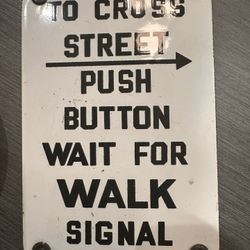 TO CROSS
STREET
PUSH
BUTTON
WAIT FOR
WALK
SIGNAL